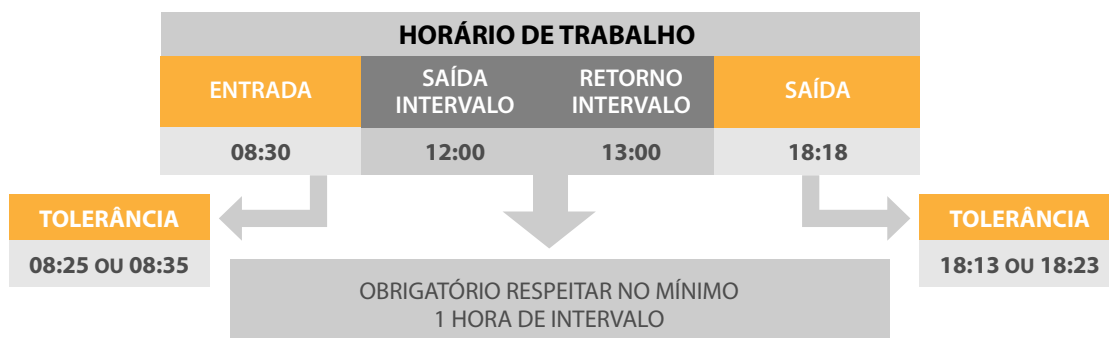 HORÁRIO DE TRABALHO
ENTRADA
SAÍDA
INTERVALO
RETORNO
INTERVALO
SAÍDA
08:30
12:00
13:00
18:18
TOLERÂNCIA
08:25 OU 08:35
TOLERÂNCIA
18:13 OU 18:23
OBRIGATÓRIO RESPEITAR NO MÍNIMO
1 HORA DE INTERVALO